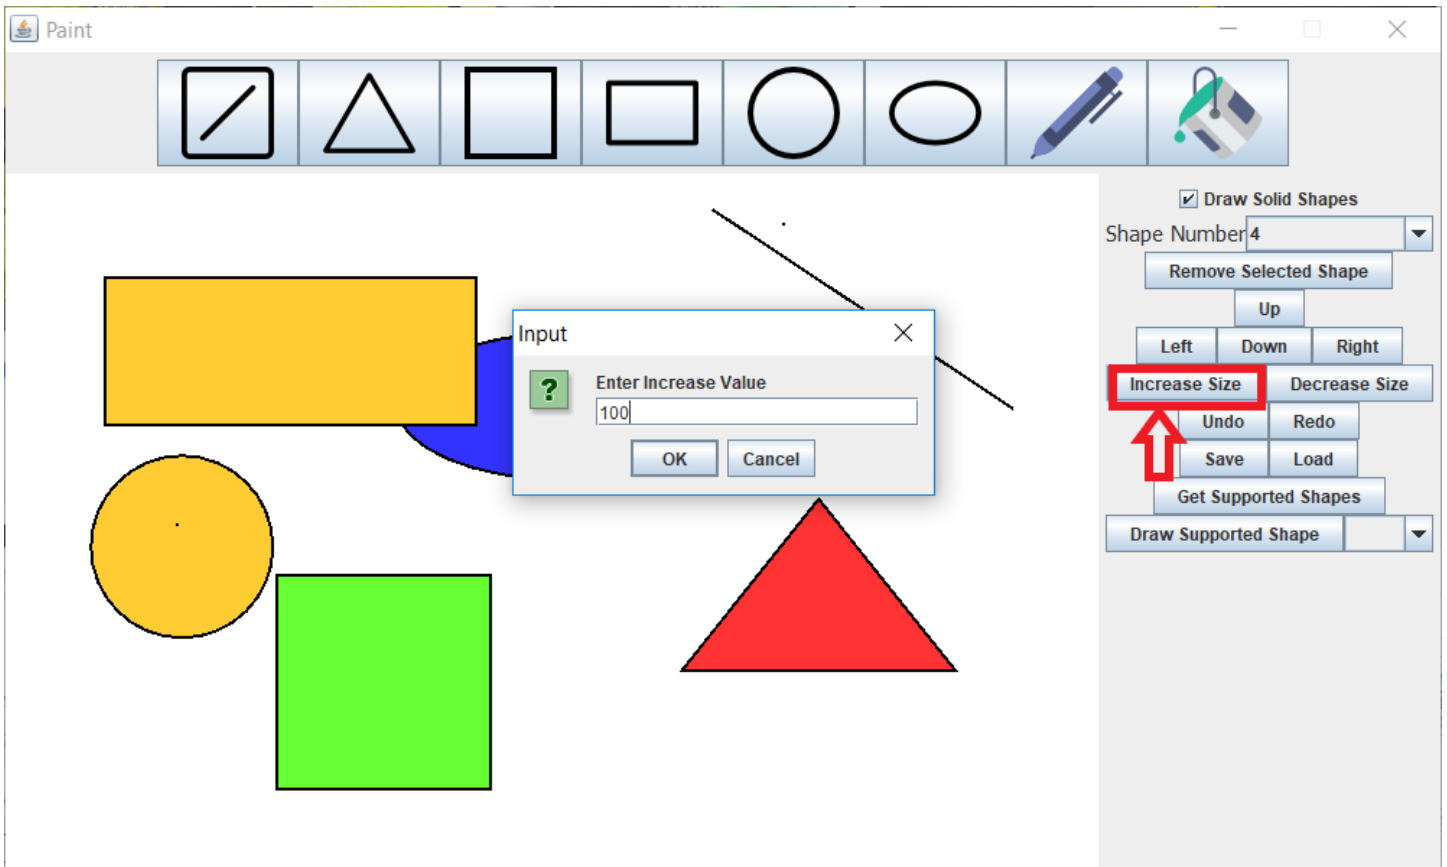 Paint
Draw Solid Shapes
Shape Number 4
Remove Selected Shape
Up
Left Down Right
Increase Size Decrease Size
Undo Redo
Save Load
Get Supported Shapes
Draw Supported Shape
Input
Enter Increase Value
100
OK Cancel